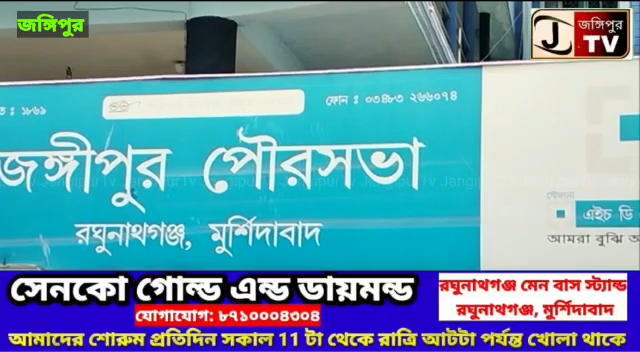 জঙ্গিপুর
J
জঙ্গিপুর
TV
ত : ১৮৬৯
ফোন : ০৩৪৮৩ ২৬৬০৭৪
জঙ্গীপুর পৌরসভা
রঘুনাথগঞ্জ, মুর্শিদাবাদ
এইচ ডি
আমরা বুঝি
সেনকো গোল্ড এন্ড ডায়মন্ড
রঘুনাথগঞ্জ মেন বাস স্ট্যান্ড
রঘুনাথগঞ্জ, মুর্শিদাবাদ
যোগাযোগ: ৮৭১০০০৪৩০৪
আমাদের শোরুম প্রতিদিন সকাল 11 টা থেকে রাত্রি আটটা পর্যন্ত খোলা থাকে